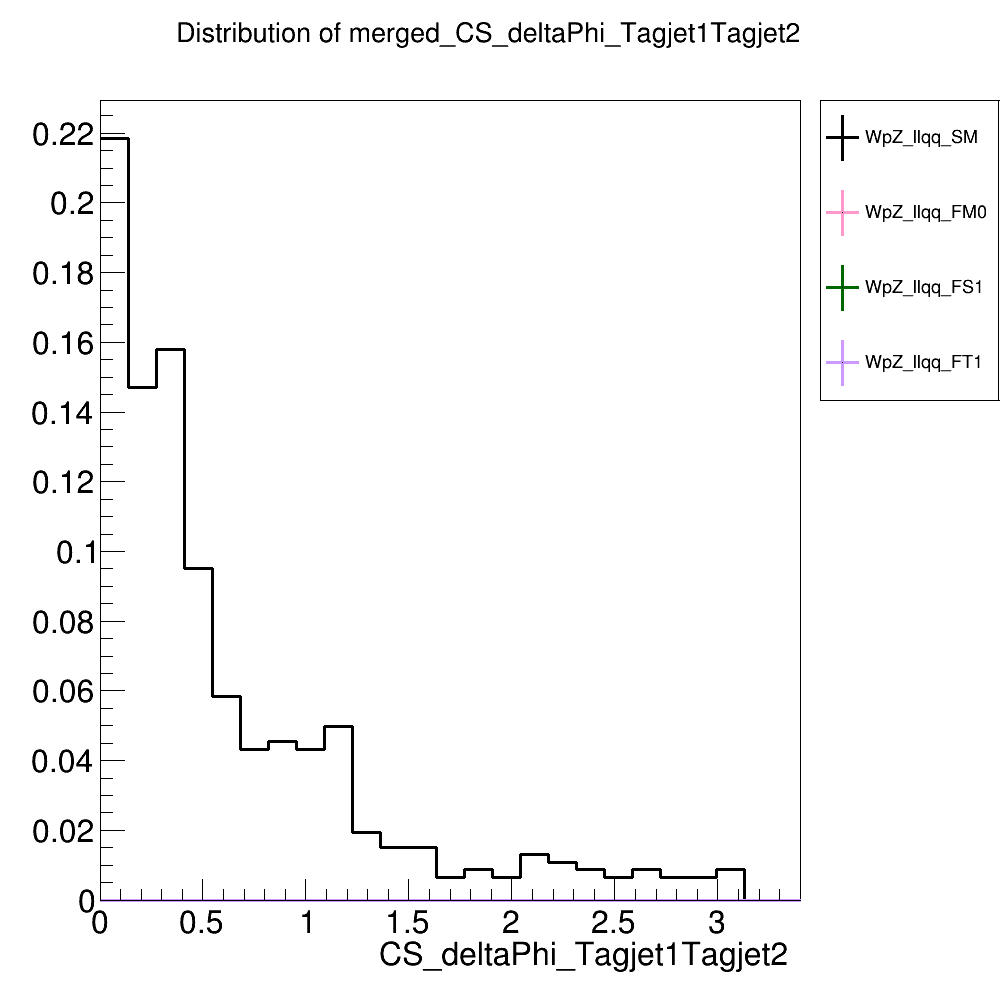 Distribution of merged_CS_deltaPhi_Tagjet1Tagjet2
WpZ_llqq_SM
WpZ_llqq_FM0
WpZ_llqq_FS1
WpZ_llqq_FT1
0.22
0.2
0.18
0.16
0.14
0.12
0.1
0.08
0.06
0.04
0.02
0
0 0.5 1 1.5 2 2.5 3
CS_deltaPhi_Tagjet1Tagjet2